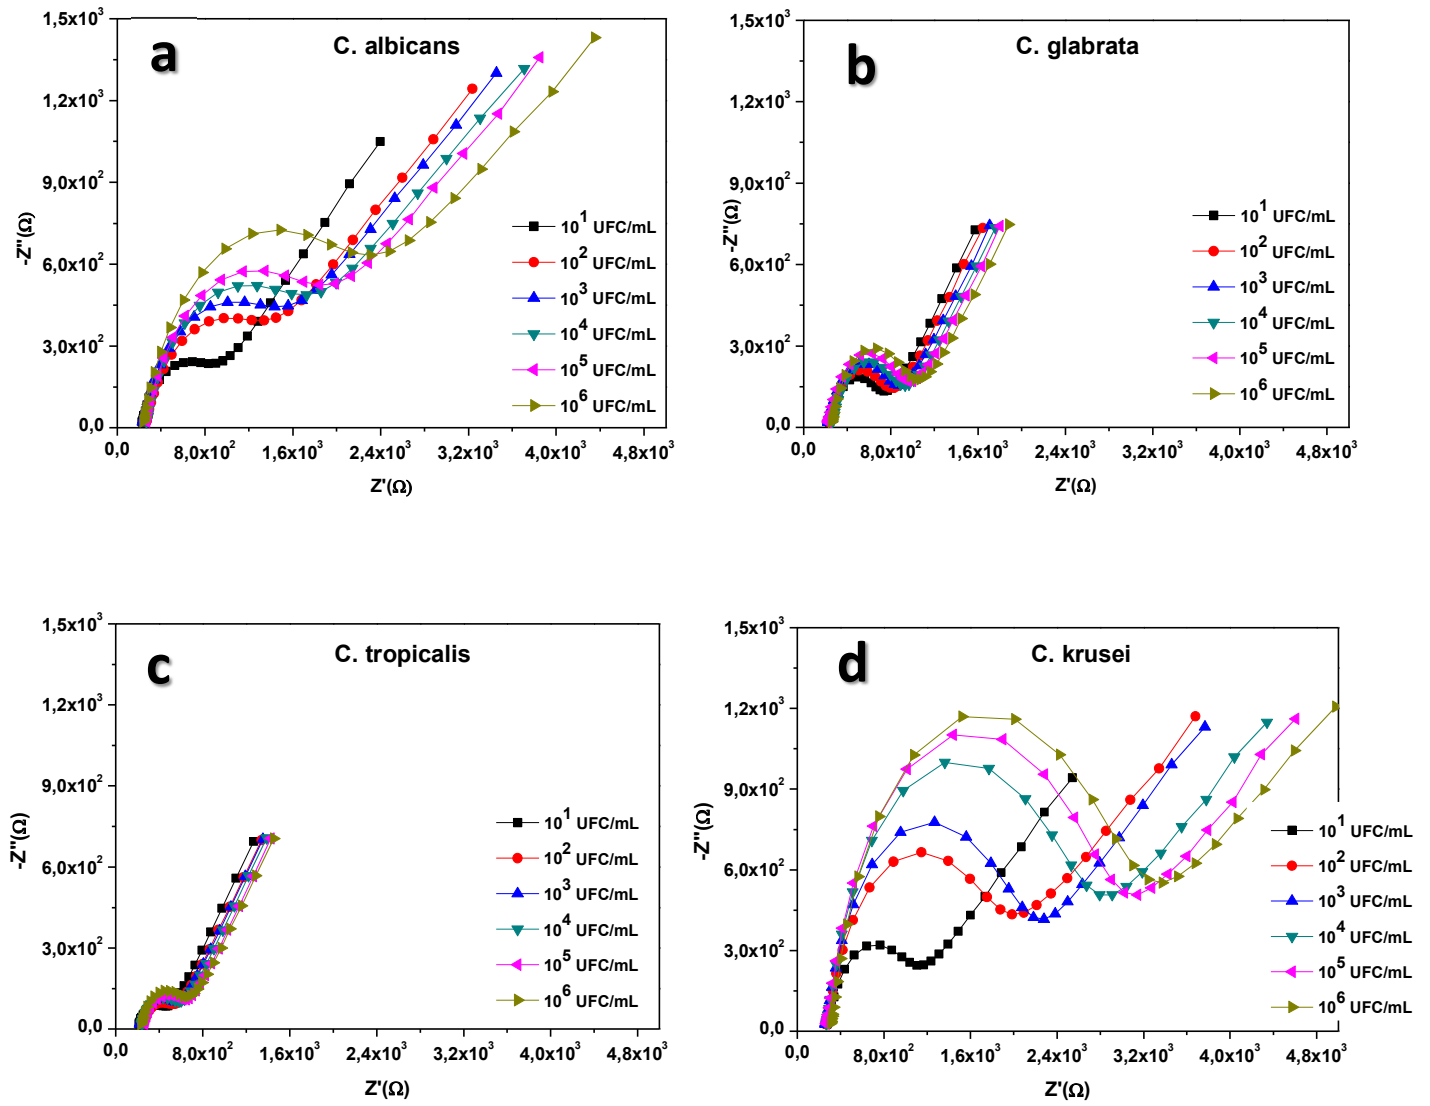 a
C. albicans
-Z''(Ω)
1,5x10³
1,2x10³
9,0x10²
6,0x10²
3,0x10²
0,0
0,0 8,0x10² 1,6x10³ 2,4x10³ 3,2x10³ 4,0x10³ 4,8x10³
Z'(Ω)
10¹ UFC/mL
10² UFC/mL
10³ UFC/mL
10⁴ UFC/mL
10⁵ UFC/mL
10⁶ UFC/mL
b
C. glabrata
-Z''(Ω)
1,5x10³
1,2x10³
9,0x10²
6,0x10²
3,0x10²
0,0
0,0 8,0x10² 1,6x10³ 2,4x10³ 3,2x10³ 4,0x10³ 4,8x10³
Z'(Ω)
10¹ UFC/mL
10² UFC/mL
10³ UFC/mL
10⁴ UFC/mL
10⁵ UFC/mL
10⁶ UFC/mL
c
C. tropicalis
-Z''(Ω)
1,5x10³
1,2x10³
9,0x10²
6,0x10²
3,0x10²
0,0
0,0 8,0x10² 1,6x10³ 2,4x10³ 3,2x10³ 4,0x10³ 4,8x10³
Z'(Ω)
10¹ UFC/mL
10² UFC/mL
10³ UFC/mL
10⁴ UFC/mL
10⁵ UFC/mL
10⁶ UFC/mL
d
C. krusei
-Z''(Ω)
1,5x10³
1,2x10³
9,0x10²
6,0x10²
3,0x10²
0,0
0,0 8,0x10² 1,6x10³ 2,4x10³ 3,2x10³ 4,0x10³ 4,8x10³
Z'(Ω)
10¹ UFC/mL
10² UFC/mL
10³ UFC/mL
10⁴ UFC/mL
10⁵ UFC/mL
10⁶ UFC/mL